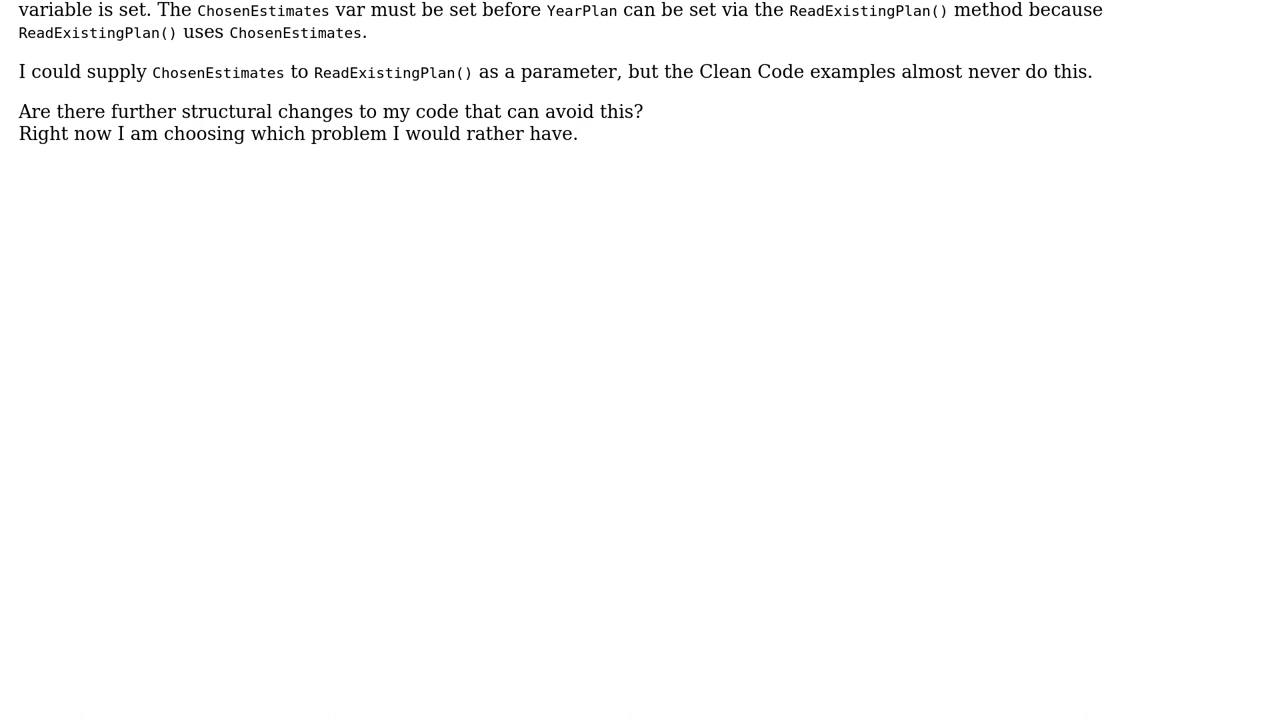 variable is set. The ChosenEstimates var must be set before YearPlan can be set via the ReadExistingPlan() method because
ReadExistingPlan() uses ChosenEstimates.
I could supply ChosenEstimates to ReadExistingPlan() as a parameter, but the Clean Code examples almost never do this.
Are there further structural changes to my code that can avoid this?
Right now I am choosing which problem I would rather have.